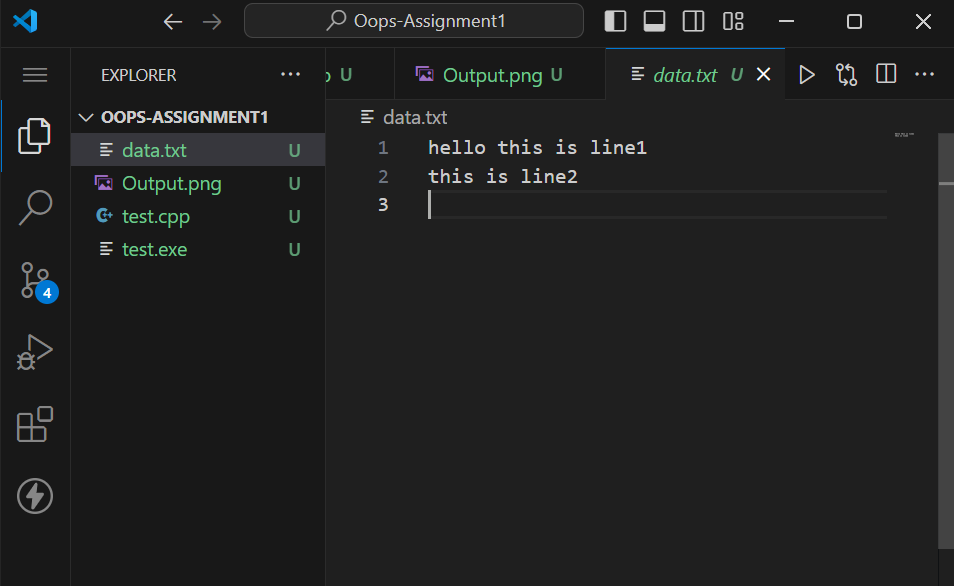 Oops-Assignment1
EXPLORER
OOPS-ASSIGNMENT1
data.txt U
Output.png U
test.cpp U
test.exe U
4
p U
Output.png U
data.txt U
data.txt
1 hello this is line1
2 this is line2
3